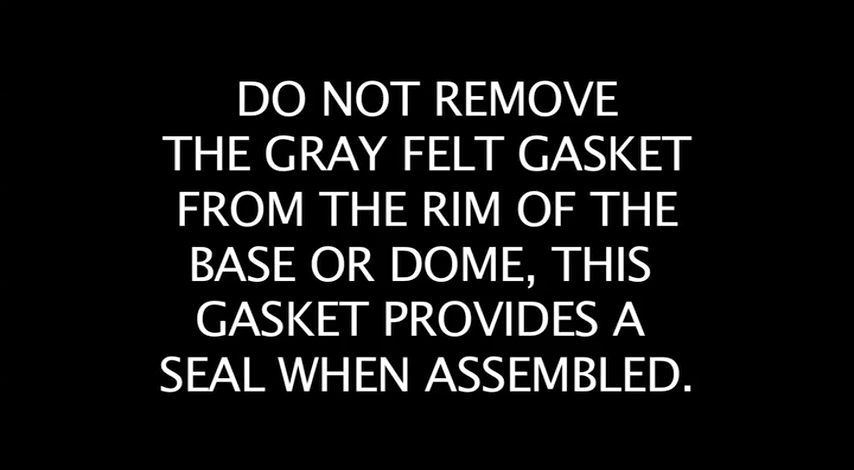 DO NOT REMOVE
THE GRAY FELT GASKET
FROM THE RIM OF THE
BASE OR DOME, THIS
GASKET PROVIDES A
SEAL WHEN ASSEMBLED.